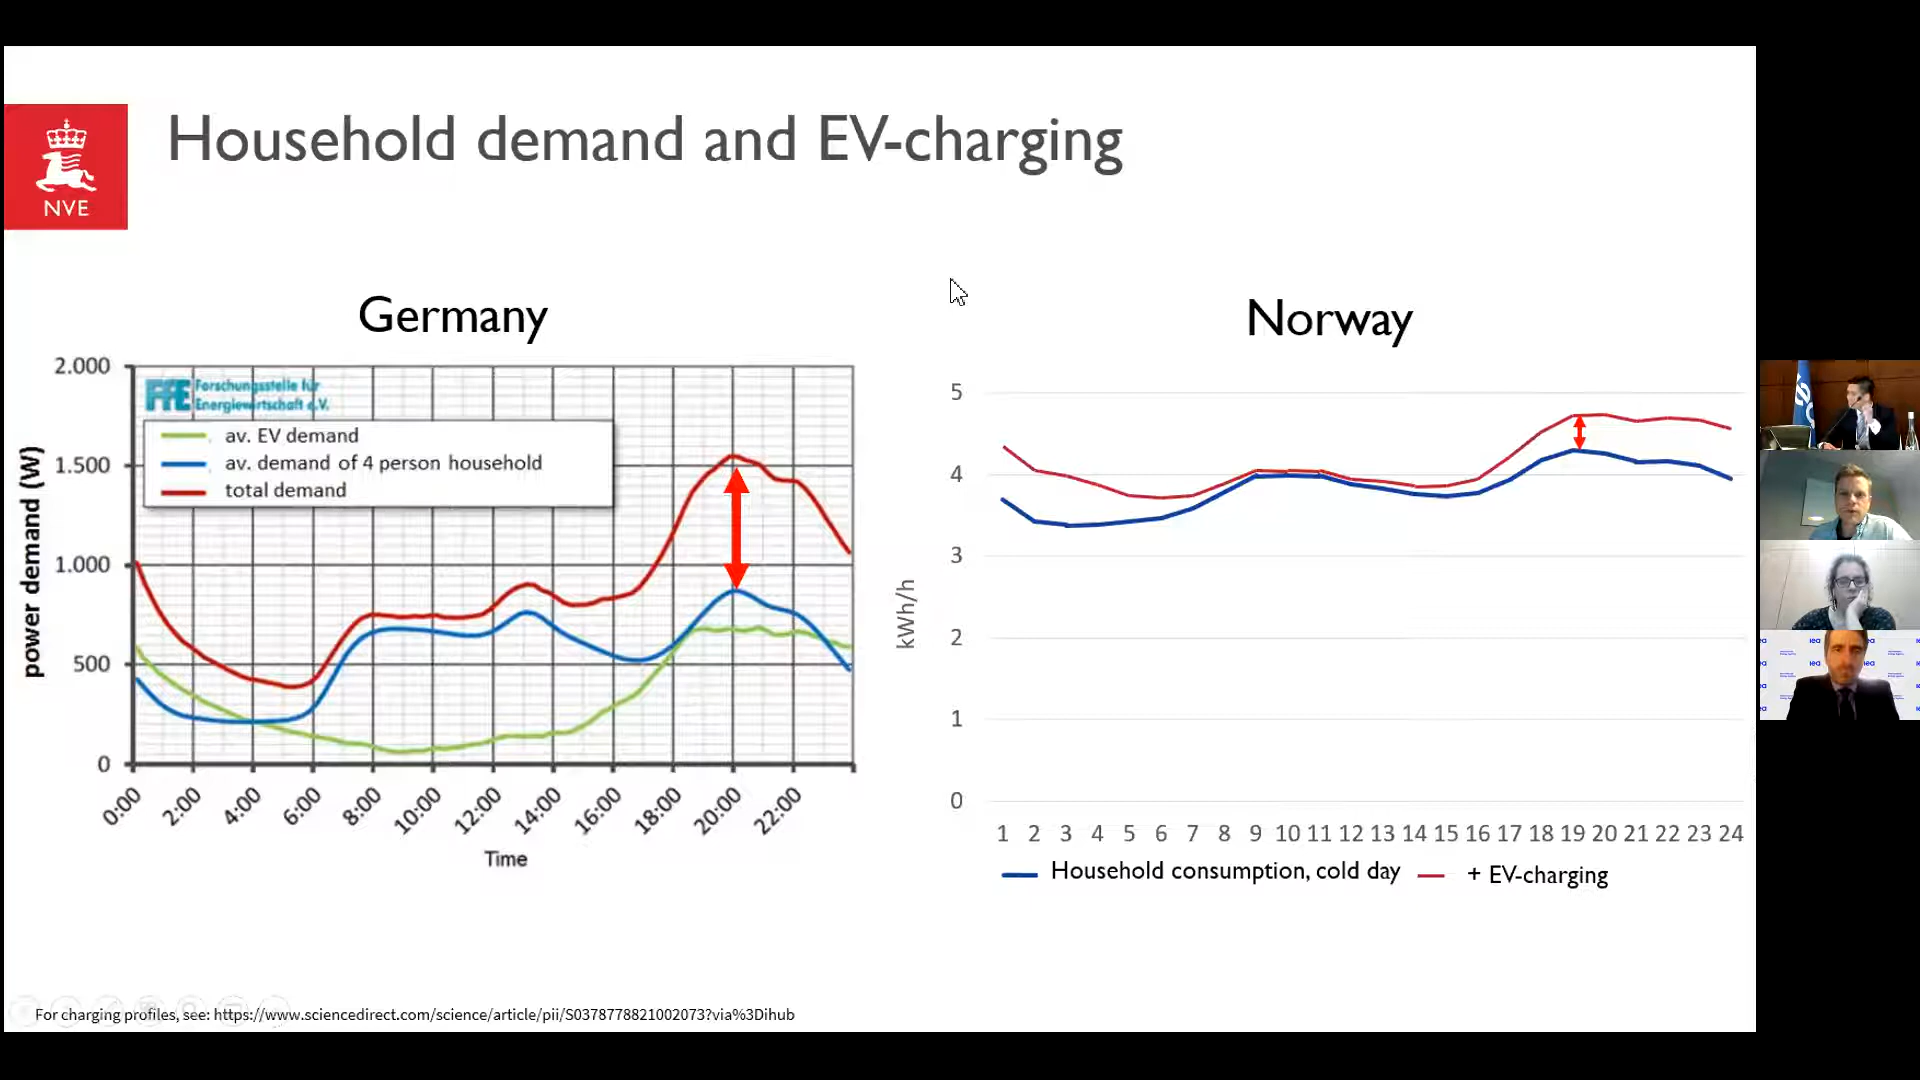 NVE
Household demand and EV-charging
Germany
2.000
1.500
1.000
500
0
power demand (W)
FfE
Forschungsstelle für
Energiewirtschaft e.V.
av. EV demand
av. demand of 4 person household
total demand
0:00 2:00 4:00 6:00 8:00 10:00 12:00 14:00 16:00 18:00 20:00 22:00
Time
Norway
5
4
3
2
1
0
kWh/h
1 2 3 4 5 6 7 8 9 10 11 12 13 14 15 16 17 18 19 20 21 22 23 24
Household consumption, cold day
+ EV-charging
For charging profiles, see: https://www.sciencedirect.com/science/article/pii/S0378778821002073?via%3Dihub
iea
iea
iea